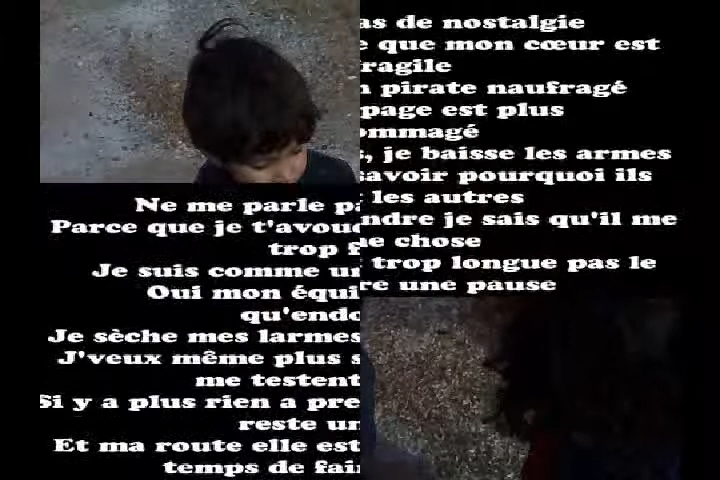 as de nostalgie
e que mon cœur est
ragile
n pirate naufragé
page est plus
ommagé
s, je baisse les armes
savoir pourquoi ils
les autres
ndre je sais qu'il me
ne chose
trop longue pas le
re une pause
Ne me parle pa
Parce que je t'avou
trop f
Je suis comme un
Oui mon équi
qu'endo
Je sèche mes larmes
J'veux même plus s
me testent
Si y a plus rien a pre
reste un
Et ma route elle est
temps de fai